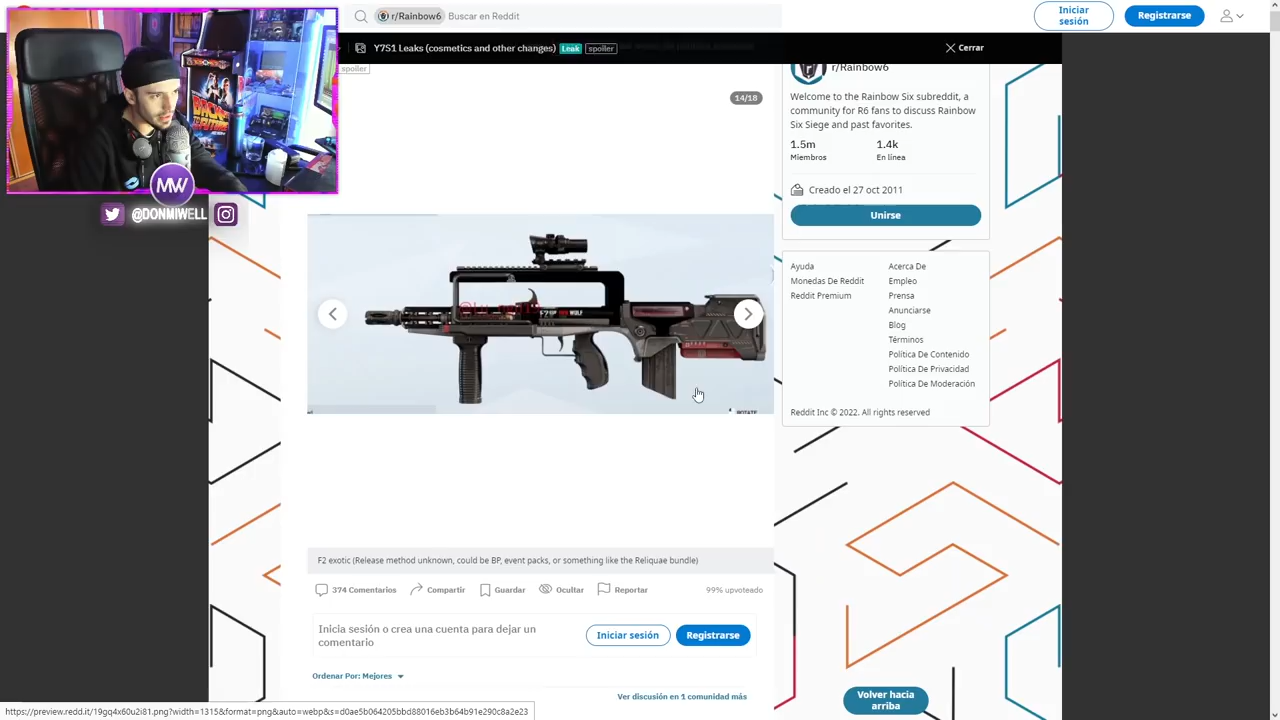 r/Rainbow6
Buscar en Reddit
Iniciar sesión
Registrarse
Y7S1 Leaks (cosmetics and other changes)
Leak
spoiler
Cerrar
spoiler
r/Rainbow6
14/18
Welcome to the Rainbow Six subreddit, a
community for R6 fans to discuss Rainbow
Six Siege and past favorites.
1.5m
1.4k
Miembros
En línea
Creado el 27 oct 2011
Unirse
MW
@DONMIWELL
BACK
FUTURE
Ayuda
Acerca De
Monedas De Reddit
Empleo
Reddit Premium
Prensa
Anunciarse
Blog
Términos
Política De Contenido
Política De Privacidad
Política De Moderación
Reddit Inc © 2022. All rights reserved
WOLF
ROTATE
F2 exotic (Release method unknown, could be BP, event packs, or something like the Reliquae bundle)
374 Comentarios
Compartir
Guardar
Ocultar
Reportar
99% upvoteado
Inicia sesión o crea una cuenta para dejar un
comentario
Iniciar sesión
Registrarse
Ordenar Por: Mejores
Ver discusión en 1 comunidad más
Volver hacia
arriba
https://preview.redd.it/19gq4x60u2i81.png?width=1315&format=png&auto=webp&s=d0ae5b064205bbd88016eb3b64b91e290c8a2e23